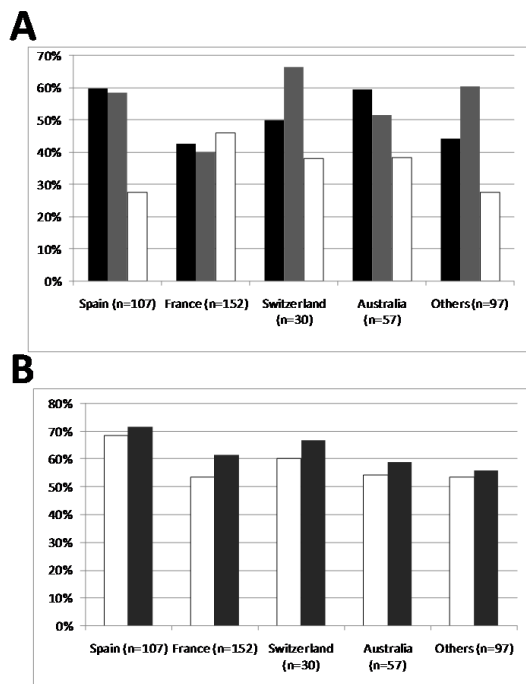 A
70%
60%
50%
40%
30%
20%
10%
0%
Spain (n=107) France (n=152) Switzerland Australia Others (n=97)
(n=30) (n=57)
B
80%
70%
60%
50%
40%
30%
20%
10%
0%
Spain (n=107) France (n=152) Switzerland Australia Others (n=97)
(n=30) (n=57)